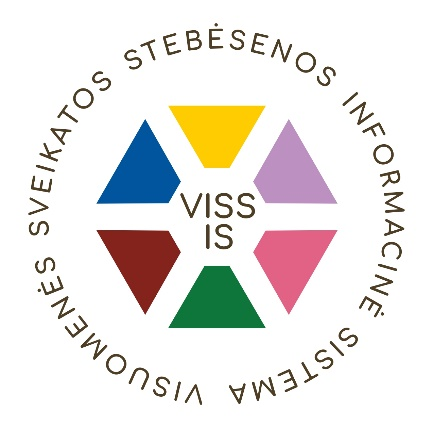 VISUOMENĖS SVEIKATOS STEBĖSENOS INFORMACINĖ SISTEMA
VISS
IS